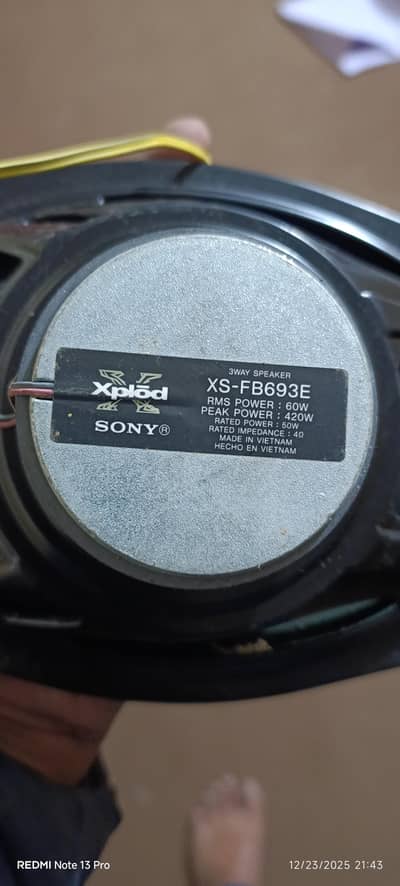 3WAY SPEAKER
Xplōd
XS-FB693E
RMS POWER : 60W
PEAK POWER : 420W
RATED POWER : 50W
RATED IMPEDANCE : 4Ω
SONY®
MADE IN VIETNAM
HECHO EN VIETNAM
REDMI Note 13 Pro
12/23/2025 21:43